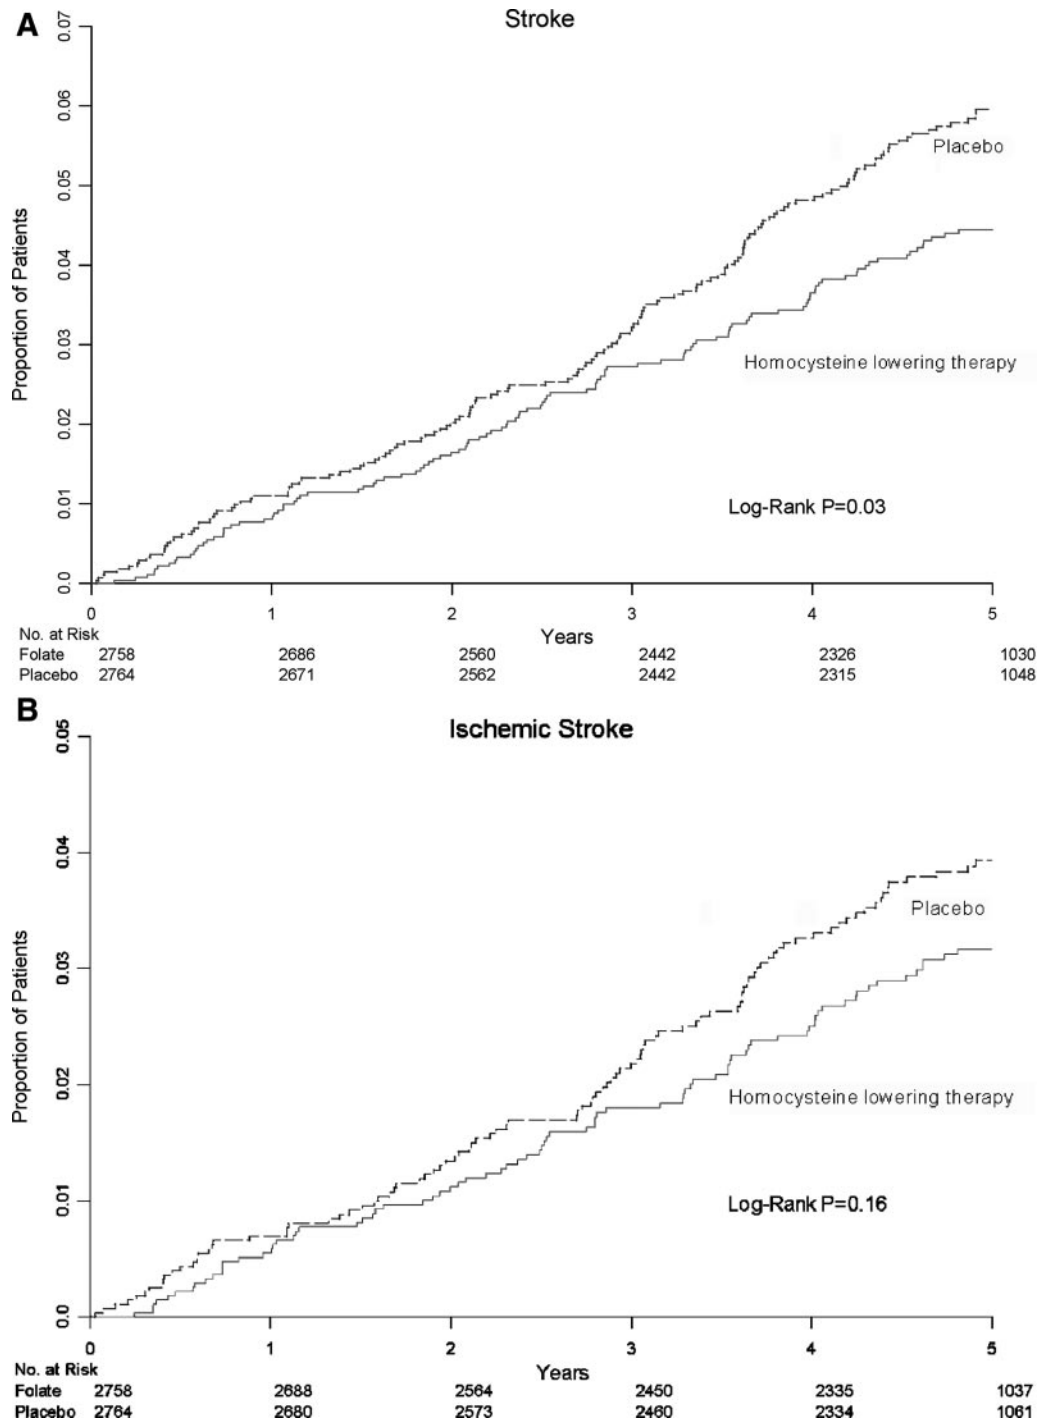 A
Stroke
0.07
0.06
0.05
0.04
0.03
0.02
0.01
0.0
Proportion of Patients
Placebo
Homocysteine lowering therapy
Log-Rank P=0.03
0 1 2 3 4 5
Years
No. at Risk
Folate 2758 2686 2560 2442 2326 1030
Placebo 2764 2671 2562 2442 2315 1048
B
Ischemic Stroke
0.05
0.04
0.03
0.02
0.01
0.0
Proportion of Patients
Placebo
Homocysteine lowering therapy
Log-Rank P=0.16
0 1 2 3 4 5
Years
No. at Risk
Folate 2758 2688 2564 2450 2335 1037
Placebo 2764 2680 2573 2460 2334 1061